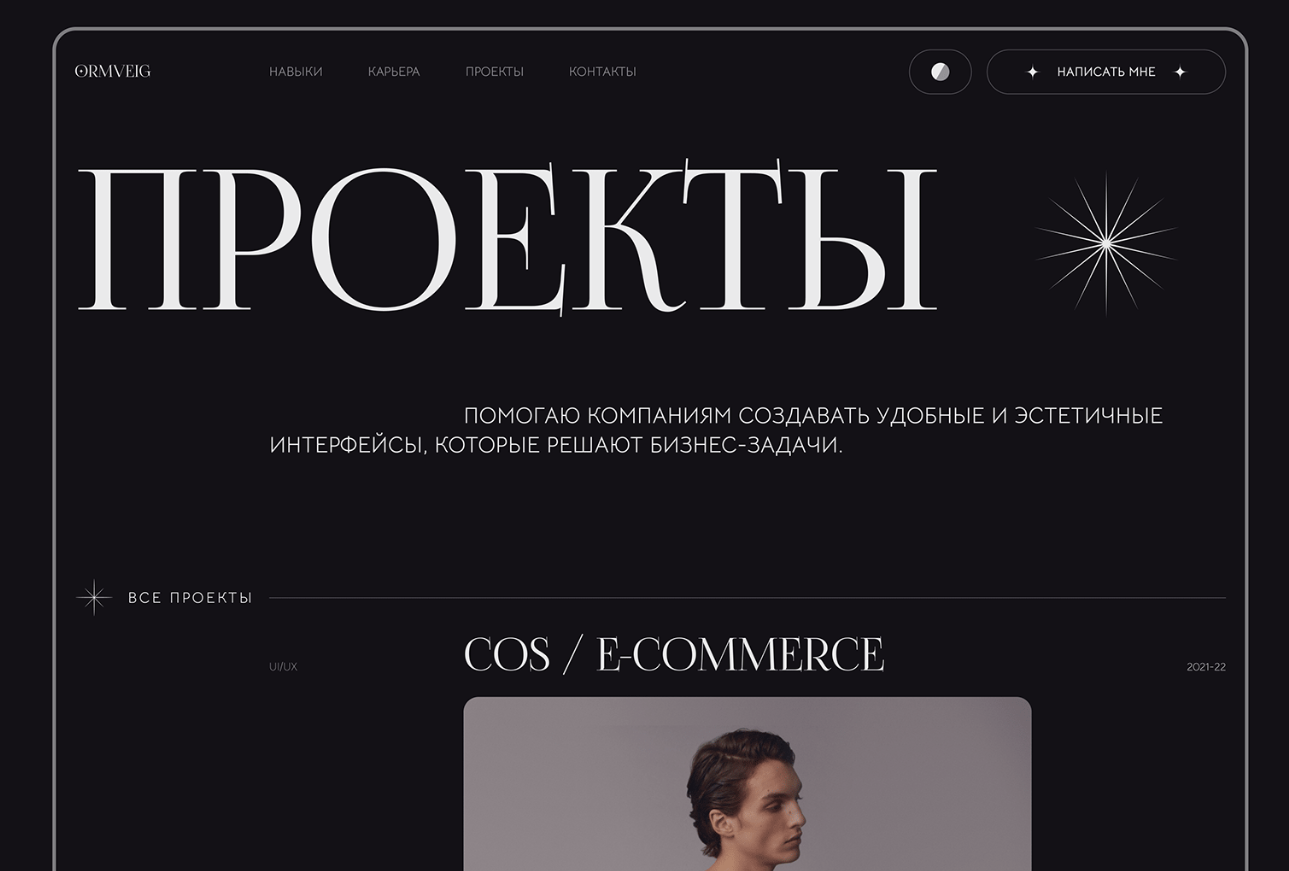 ORMVEIG
НАВЫКИ
КАРЬЕРА
ПРОЕКТЫ
КОНТАКТЫ
НАПИСАТЬ МНЕ
ПРОЕКТЫ
ПОМОГАЮ КОМПАНИЯМ СОЗДАВАТЬ УДОБНЫЕ И ЭСТЕТИЧНЫЕ
ИНТЕРФЕЙСЫ, КОТОРЫЕ РЕШАЮТ БИЗНЕС-ЗАДАЧИ.
ВСЕ ПРОЕКТЫ
UI/UX
COS / E-COMMERCE
2021-22